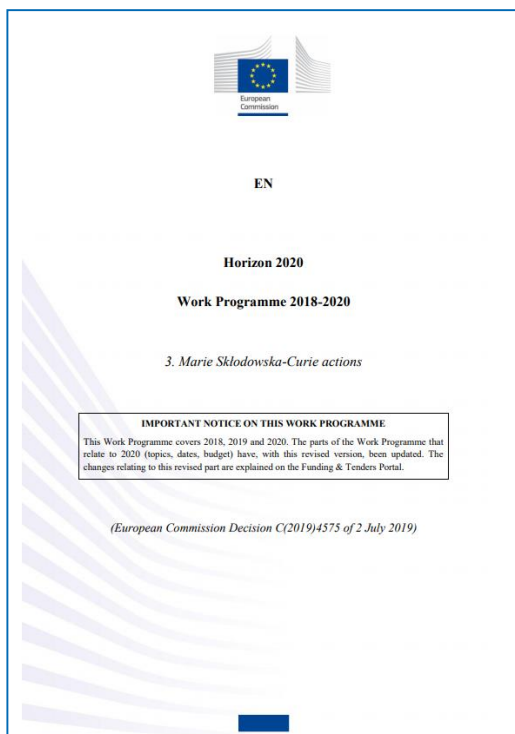 European
Commission
EN
Horizon 2020
Work Programme 2018-2020
3. Marie Skłodowska-Curie actions
IMPORTANT NOTICE ON THIS WORK PROGRAMME
This Work Programme covers 2018, 2019 and 2020. The parts of the Work Programme that
relate to 2020 (topics, dates, budget) have, with this revised version, been updated. The
changes relating to this revised part are explained on the Funding & Tenders Portal.
(European Commission Decision C(2019)4575 of 2 July 2019)